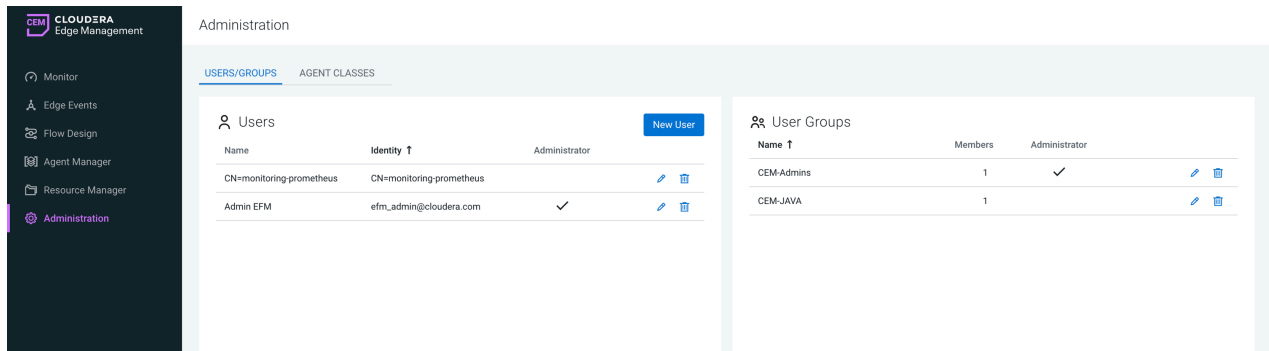 CEM CLOUDERA
Edge Management
Administration
Monitor
Edge Events
Flow Design
Agent Manager
Resource Manager
Administration
USERS/GROUPS AGENT CLASSES
Users
New User
Name Identity ↑ Administrator
CN=monitoring-prometheus CN=monitoring-prometheus
Admin EFM efm_admin@cloudera.com
User Groups
Name ↑ Members Administrator
CEM-Admins 1
CEM-JAVA 1